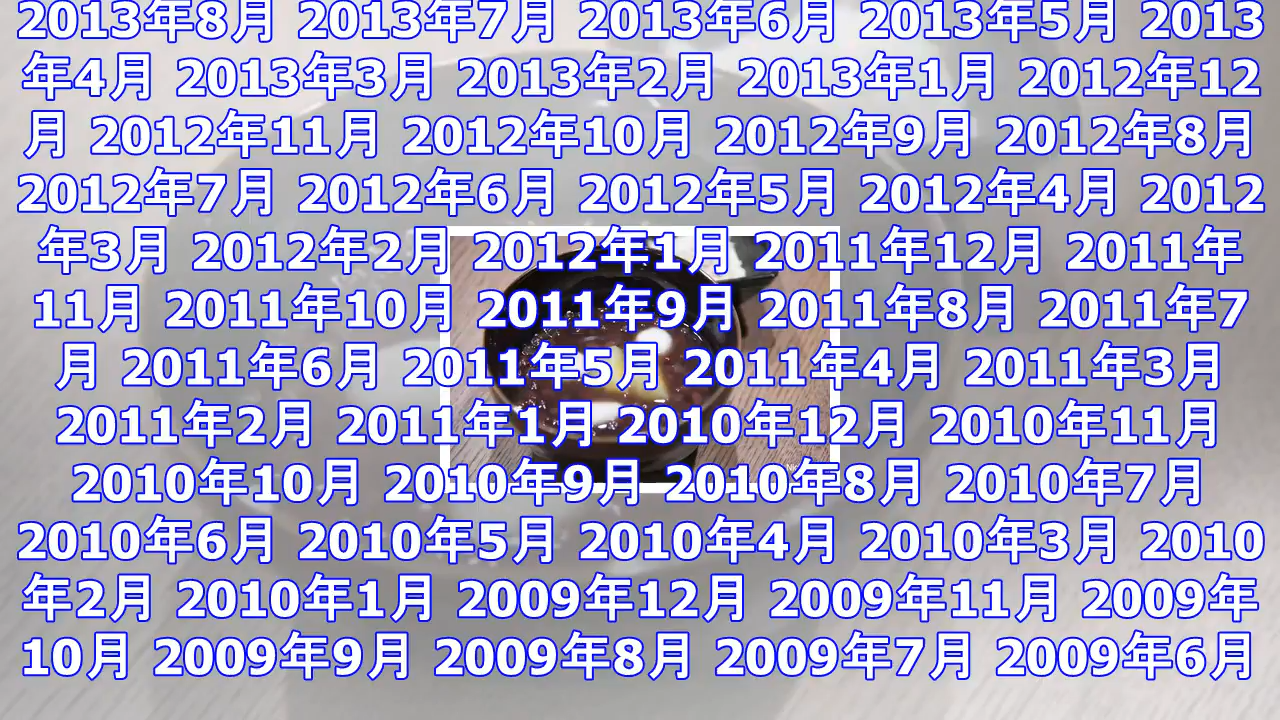 2013年8月 2013年7月 2013年6月 2013年5月 2013
年4月 2013年3月 2013年2月 2013年1月 2012年12
月 2012年11月 2012年10月 2012年9月 2012年8月
2012年7月 2012年6月 2012年5月 2012年4月 2012
年3月 2012年2月 2012年1月 2011年12月 2011年
11月 2011年10月 2011年9月 2011年8月 2011年7
月 2011年6月 2011年5月 2011年4月 2011年3月
2011年2月 2011年1月 2010年12月 2010年11月
2010年10月 2010年9月 2010年8月 2010年7月
2010年6月 2010年5月 2010年4月 2010年3月 2010
年2月 2010年1月 2009年12月 2009年11月 2009年
10月 2009年9月 2009年8月 2009年7月 2009年6月